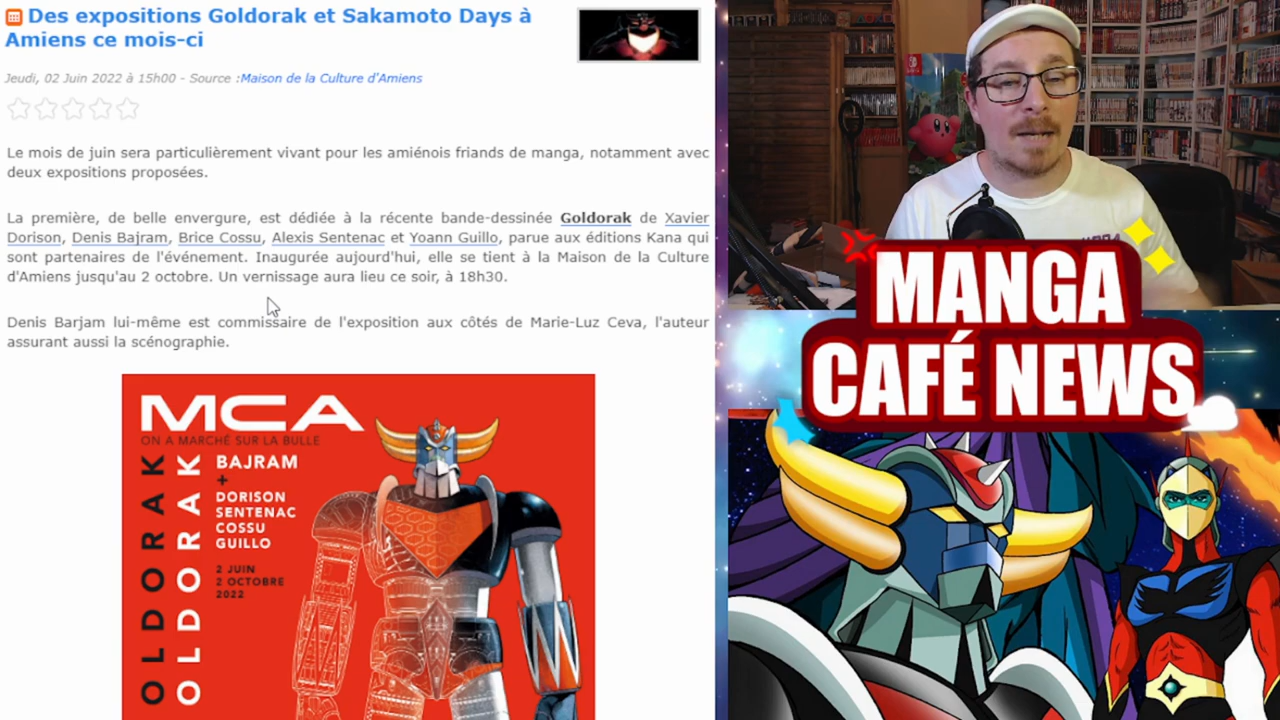 Des expositions Goldorak et Sakamoto Days à
Amiens ce mois-ci
Jeudi, 02 Juin 2022 à 15h00 - Source :Maison de la Culture d'Amiens
Le mois de juin sera particulièrement vivant pour les amiénois friands de manga, notamment avec
deux expositions proposées.
La première, de belle envergure, est dédiée à la récente bande-dessinée Goldorak de Xavier
Dorison, Denis Bajram, Brice Cossu, Alexis Sentenac et Yoann Guillo, parue aux éditions Kana qui
sont partenaires de l'événement. Inaugurée aujourd'hui, elle se tient à la Maison de la Culture
d'Amiens jusqu'au 2 octobre. Un vernissage aura lieu ce soir, à 18h30.
Denis Barjam lui-même est commissaire de l'exposition aux côtés de Marie-Luz Ceva, l'auteur
assurant aussi la scénographie.
MCA
ON A MARCHÉ SUR LA BULLE
OLDORAK
OLDORAK
BAJRAM
+
DORISON
SENTENAC
COSSU
GUILLO
2 JUIN
2 OCTOBRE
2022
MANGA
CAFÉ NEWS